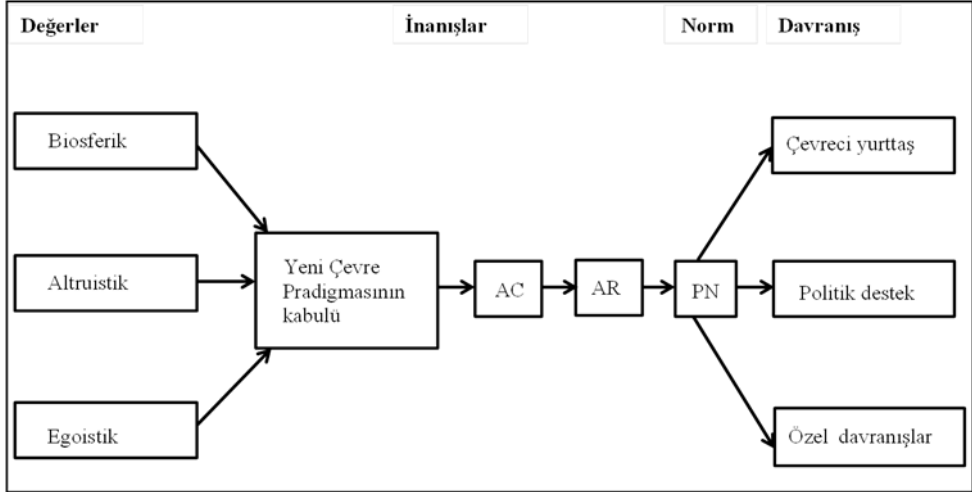 Değerler
İnanışlar
Norm
Davranış
Biosferik
Altruistik
Egoistik
Yeni Çevre
Pradigmasının
kabulü
AC
AR
PN
Çevreci yurttaş
Politik destek
Özel davranışlar